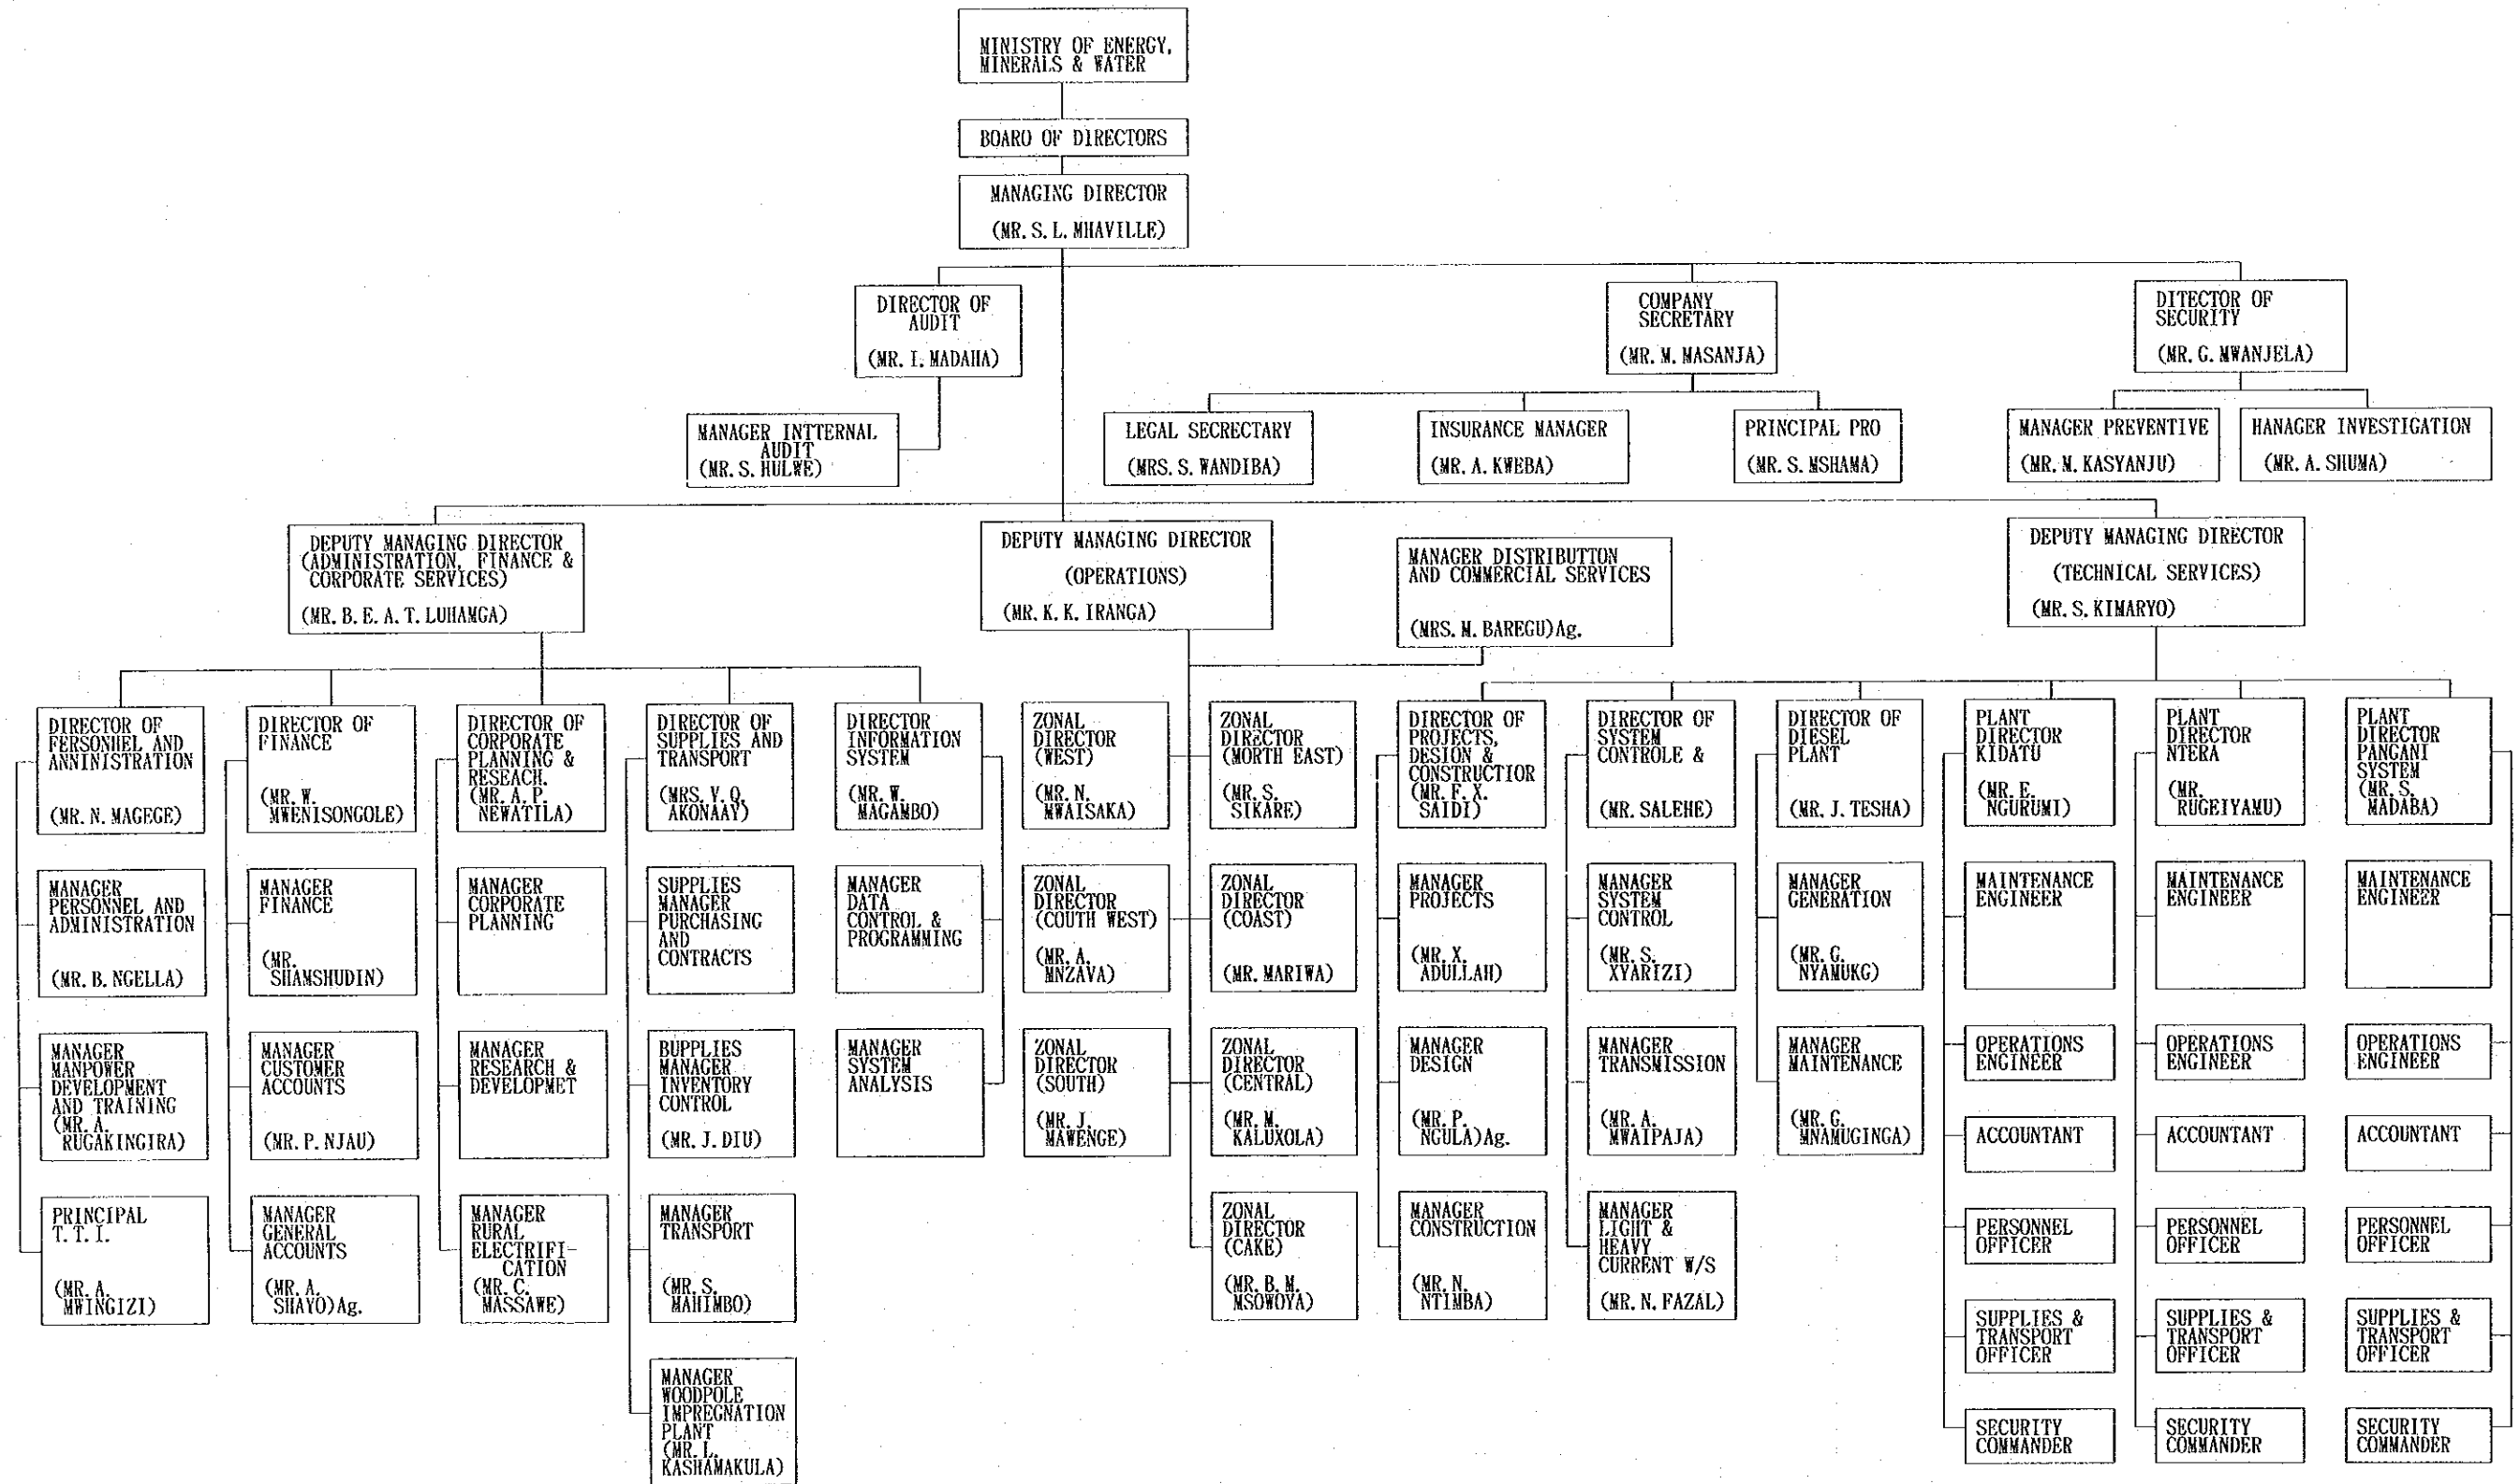 MINISTRY OF ENERGY,
MINERALS & WATER
BOARO OF DIRECTORS
MANAGING DIRECTOR
(MR. S. L. MHAVILLE)
DIRECTOR OF
AUDIT
(MR. I. MADAHA)
COMPANY
SECRETARY
(MR. M. MASANJA)
DITECTOR OF
SECURITY
(MR. G. MWANJELA)
MANAGER INTTERNAL
AUDIT
(MR. S. HULWE)
LEGAL SECRECTARY
(MRS. S. WANDIBA)
INSURANCE MANAGER
(MR. A. KWEBA)
PRINCIPAL PRO
(MR. S. MSHAMA)
MANAGER PREVENTIVE
(MR. M. KASYANJU)
HANAGER INVESTIGATION
(MR. A. SHUMA)
DEPUTY MANAGING DIRECTOR
(ADMINISTRATION, FINANCE &
CORPORATE SERVICES)
(MR. B. E. A. T. LUHAMGA)
DEPUTY MANAGING DIRECTOR
(OPERATIONS)
(MR. K. K. IRANGA)
MANAGER DISTRIBUTTON
AND COMMERCIAL SERVICES
(MRS. M. BAREGU)Ag.
DEPUTY MANAGING DIRECTOR
(TECHNICAL SERVICES)
(MR. S. KIMARYO)
DIRECTOR OF
FERSONHEL AND
ANNINISTRATION
(MR. N. MAGEGE)
DIRECTOR OF
FINANCE
(MR. W.
MWENISONGOLE)
DIRECTOR OF
CORPORATE
PLANNING &
RESEACH.
(MR. A. P.
NEWATILA)
DIRECTOR OF
SUPPLIES AND
TRANSPORT
(MRS. V. Q.
AKONAAY)
DIRECTOR
INFORMATION
SYSTEM
(MR. W.
MAGAMBO)
ZONAL
DIRECTOR
(WEST)
(MR. N.
MWAISAKA)
ZONAL
DIRECTOR
(MORTH EAST)
(MR. S.
SIKARE)
DIRECTOR OF
PROJECTS,
DESIGN &
CONSTRUCTIOR
(MR. F. X.
SAIDI)
DIRECTOR OF
SYSTEM
CONTROLE &
(MR. SALEHE)
DIRECTOR OF
DIESEL
PLANT
(MR. J. TESHA)
PLANT
DIRECTOR
KIDATU
(MR. E.
NGURUMI)
PLANT
DIRECTOR
NTERA
(MR.
RUGEIYAMU)
PLANT
DIRECTOR
PANGANI
SYSTEM
(MR. S.
MADABA)
MANAGER
PERSONNEL AND
ADMINISTRATION
(MR. B. NGELLA)
MANAGER
FINANCE
(MR.
SHAMSHUDIN)
MANAGER
CORPORATE
PLANNING
SUPPLIES
MANAGER
PURCHASING
AND
CONTRACTS
MANAGER
DATA
CONTROL &
PROGRAMMING
ZONAL
DIRECTOR
(COUTH WEST)
(MR. A.
MNZAVA)
ZONAL
DIRECTOR
(COAST)
(MR. MARIWA)
MANAGER
PROJECTS
(MR. X.
ADULLAH)
MANAGER
SYSTEM
CONTROL
(MR. S.
XYARIZI)
MANAGER
GENERATION
(MR. G.
NYAMUKG)
MAINTENANCE
ENGINEER
MAINTENANCE
ENGINEER
MAINTENANCE
ENGINEER
MANAGER
MANPOWER
DEVELOPMENT
AND TRAINING
(MR. A.
RUGAKINGIRA)
MANAGER
CUSTOMER
ACCOUNTS
(MR. P. NJAU)
MANAGER
RESEARCH &
DEVELOPMET
BUPPLIES
MANAGER
INVENTORY
CONTROL
(MR. J. DIU)
MANAGER
SYSTEM
ANALYSIS
ZONAL
DIRECTOR
(SOUTH)
(MR. J.
MAWENGE)
ZONAL
DIRECTOR
(CENTRAL)
(MR. M.
KALUXOLA)
MANAGER
DESIGN
(MR. P.
NGULA)Ag.
MANAGER
TRANSMISSION
(MR. A.
MWAIPAJA)
MANAGER
MAINTENANCE
(MR. G.
MNAMUGINGA)
OPERATIONS
ENGINEER
OPERATIONS
ENGINEER
OPERATIONS
ENGINEER
ACCOUNTANT
ACCOUNTANT
ACCOUNTANT
PRINCIPAL
T. T. I.
(MR. A.
MWINGIZI)
MANAGER
GENERAL
ACCOUNTS
(MR. A.
SHAYO)Ag.
MANAGER
RURAL
ELECTRIFI-
CATION
(MR. C.
MASSAWE)
MANAGER
TRANSPORT
(MR. S.
MAHIMBO)
ZONAL
DIRECTOR
(CAKE)
(MR. B. M.
MSOWOYA)
MANAGER
CONSTRUCTION
(MR. N.
NTIMBA)
MANAGER
LIGHT &
HEAVY
CURRENT W/S
(MR. N. FAZAL)
PERSONNEL
OFFICER
PERSONNEL
OFFICER
PERSONNEL
OFFICER
SUPPLIES &
TRANSPORT
OFFICER
SUPPLIES &
TRANSPORT
OFFICER
SUPPLIES &
TRANSPORT
OFFICER
MANAGER
WOODPOLE
IMPREGNATION
PLANT
(MR. L.
KASHAMAKULA)
SECURITY
COMMANDER
SECURITY
COMMANDER
SECURITY
COMMANDER